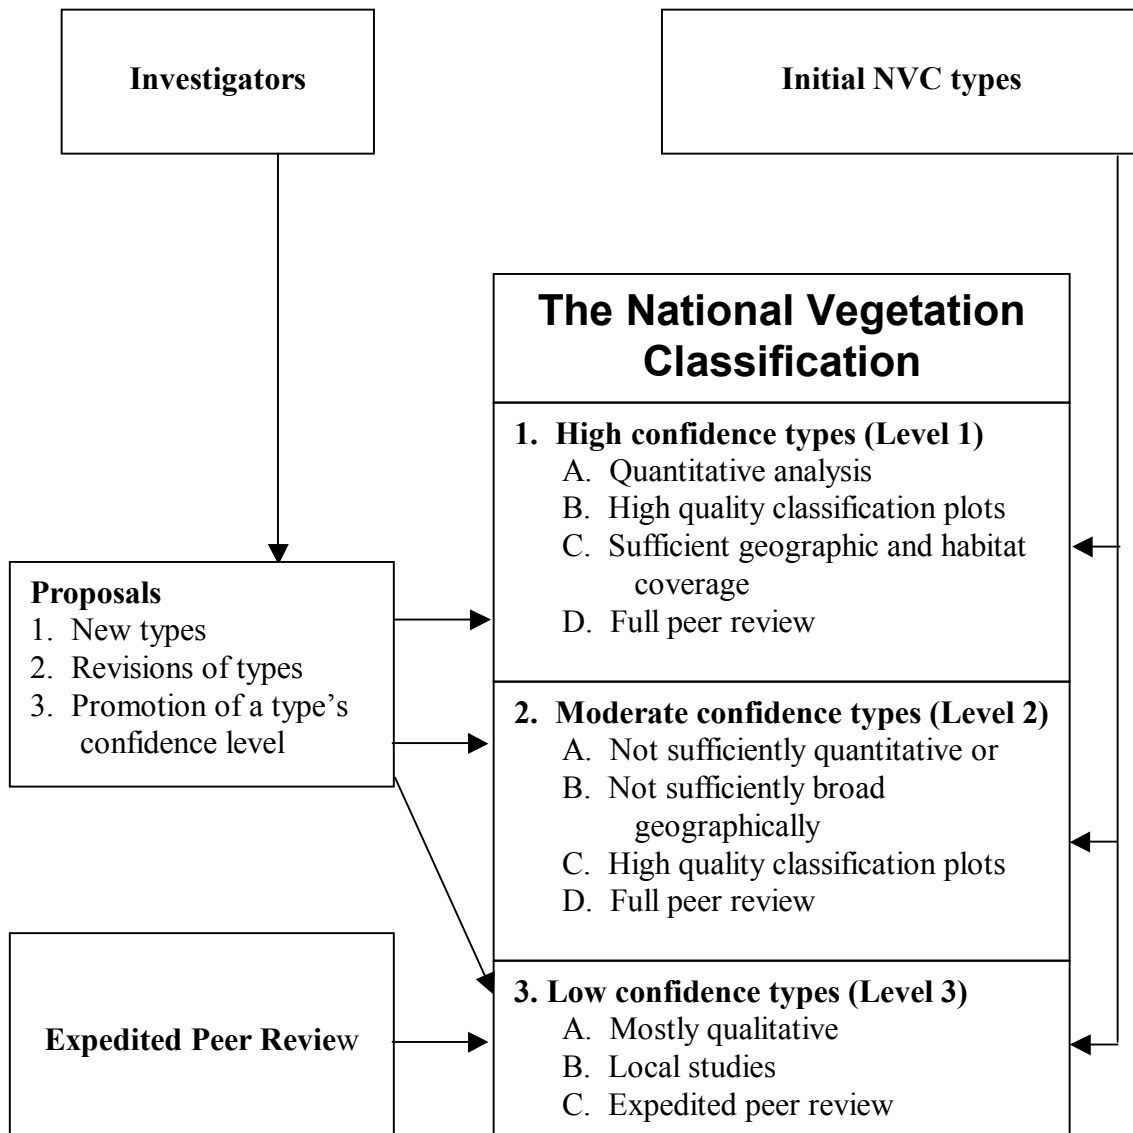 Investigators
Initial NVC types
The National Vegetation
Classification
1. High confidence types (Level 1)
A. Quantitative analysis
B. High quality classification plots
C. Sufficient geographic and habitat
coverage
D. Full peer review
Proposals
1. New types
2. Revisions of types
3. Promotion of a type’s
confidence level
2. Moderate confidence types (Level 2)
A. Not sufficiently quantitative or
B. Not sufficiently broad
geographically
C. High quality classification plots
D. Full peer review
Expedited Peer Review
3. Low confidence types (Level 3)
A. Mostly qualitative
B. Local studies
C. Expedited peer review